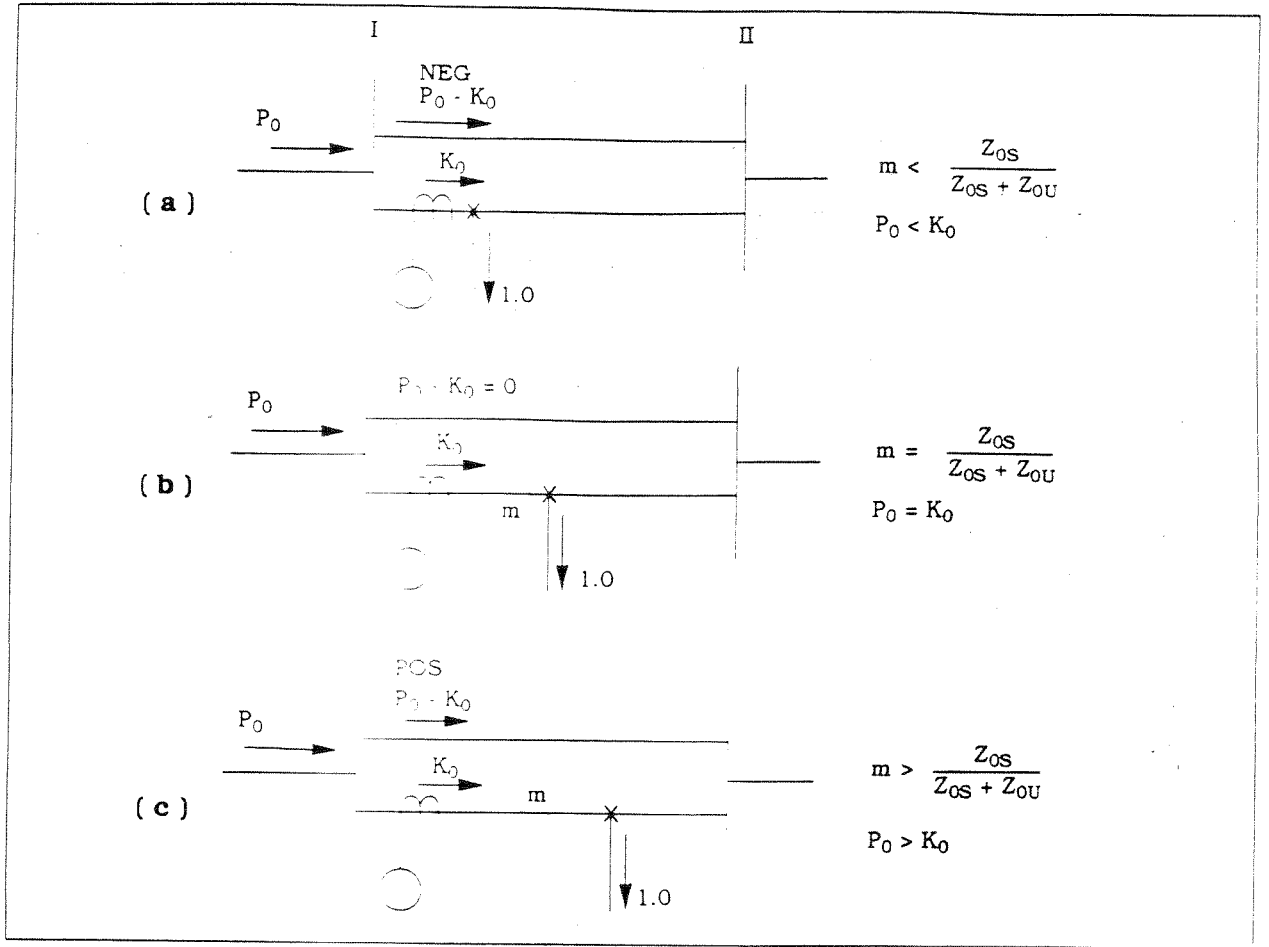 I II
NEG
P₀ - K₀
P₀
K₀
(a)
1.0
m < Z₀S / (Z₀S + Z₀U)
P₀ < K₀
P₀ - K₀ = 0
P₀
K₀
(b)
m
1.0
m = Z₀S / (Z₀S + Z₀U)
P₀ = K₀
POS
P₀ - K₀
P₀
K₀
(c)
m
1.0
m > Z₀S / (Z₀S + Z₀U)
P₀ > K₀